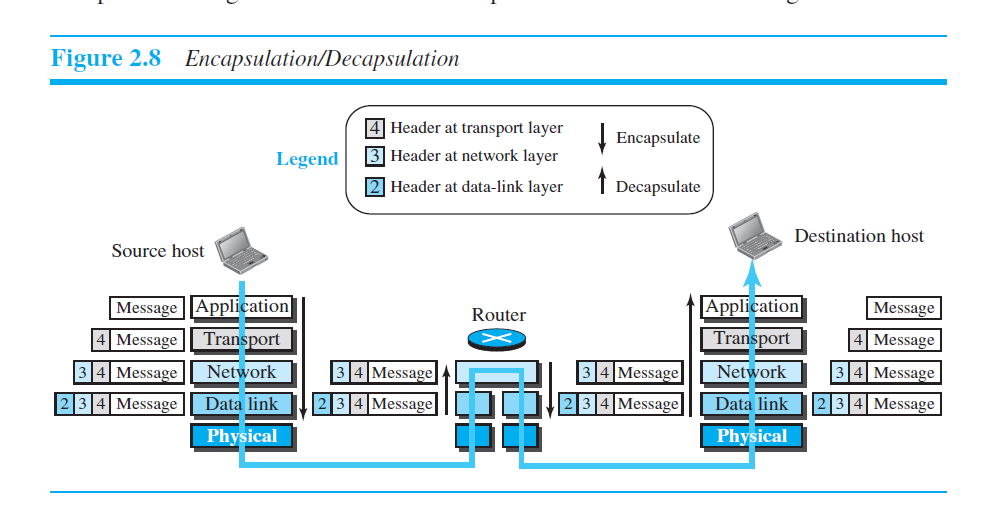 Figure 2.8 Encapsulation/Decapsulation
Legend
4 Header at transport layer
3 Header at network layer
2 Header at data-link layer
Encapsulate
Decapsulate
Source host
Destination host
Router
Message Application
4 Message Transport
3 4 Message Network
2 3 4 Message Data link
Physical
3 4 Message
2 3 4 Message
3 4 Message
2 3 4 Message
Application Message
Transport 4 Message
Network 3 4 Message
Data link 2 3 4 Message
Physical